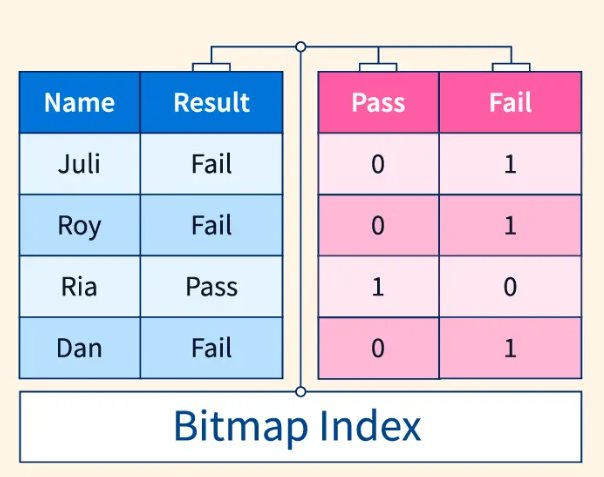 Name Result Pass Fail
Juli Fail 0 1
Roy Fail 0 1
Ria Pass 1 0
Dan Fail 0 1
Bitmap Index